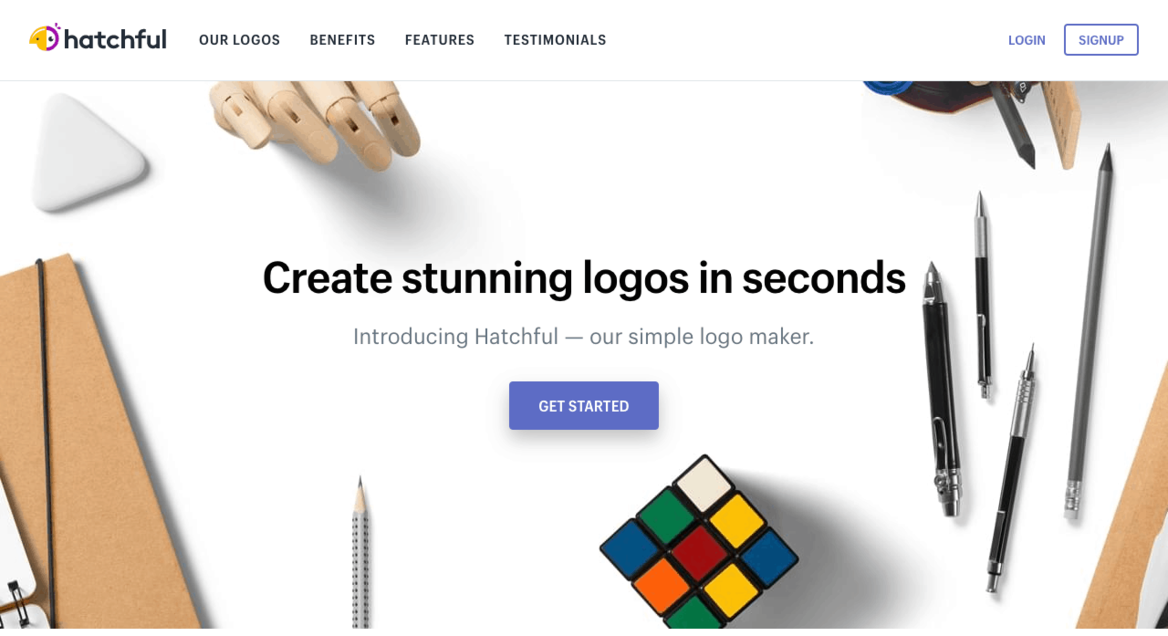 hatchful
OUR LOGOS BENEFITS FEATURES TESTIMONIALS
LOGIN SIGNUP
Create stunning logos in seconds
Introducing Hatchful — our simple logo maker.
GET STARTED